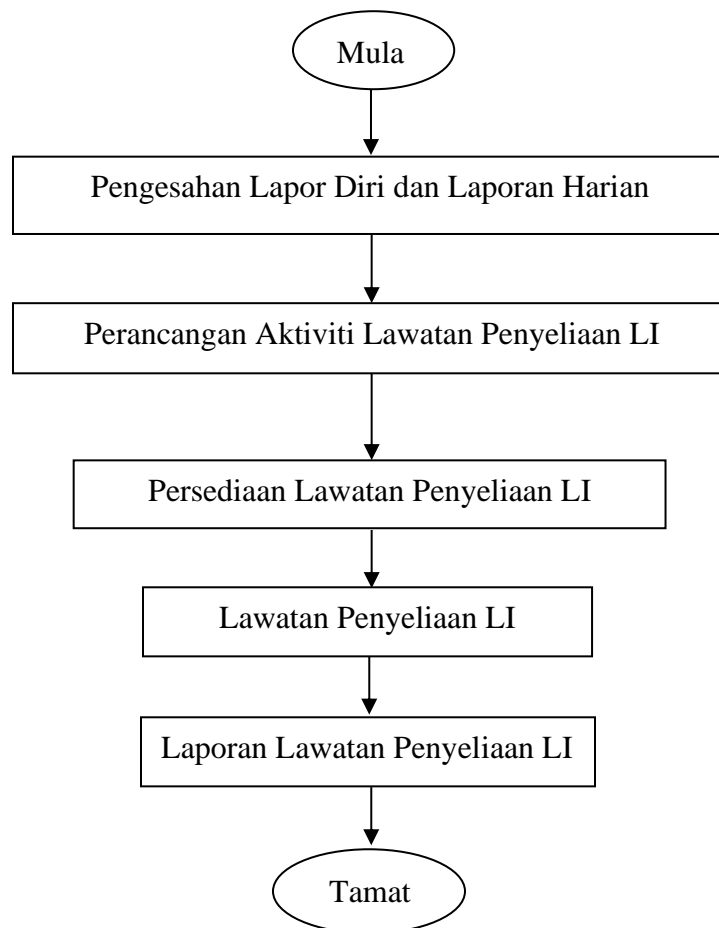 Mula
Pengesahan Lapor Diri dan Laporan Harian
Perancangan Aktiviti Lawatan Penyeliaan LI
Persediaan Lawatan Penyeliaan LI
Lawatan Penyeliaan LI
Laporan Lawatan Penyeliaan LI
Tamat